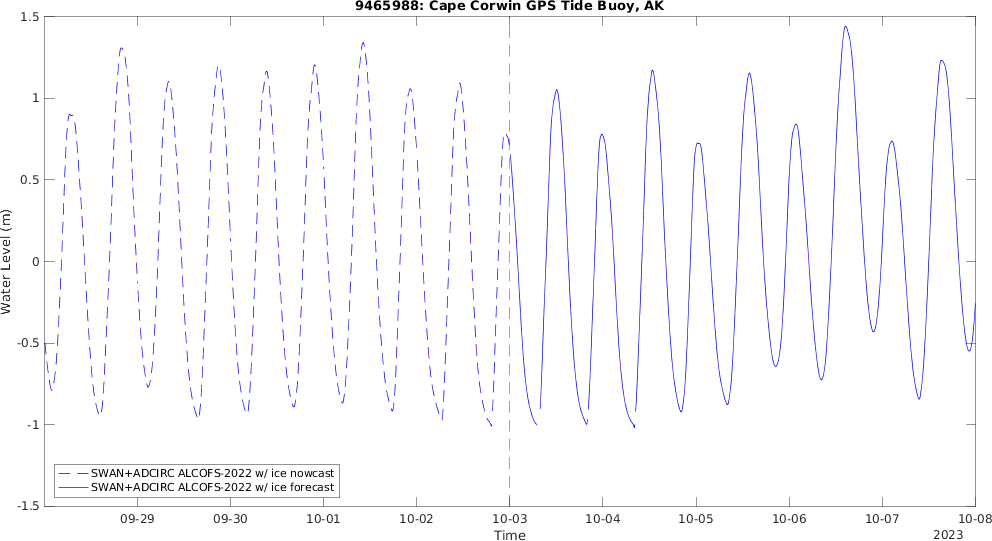 9465988: Cape Corwin GPS Tide Buoy, AK
1.5
1
0.5
0
-0.5
-1
-1.5
Water Level (m)
SWAN+ADCIRC ALCOFS-2022 w/ ice nowcast
SWAN+ADCIRC ALCOFS-2022 w/ ice forecast
09-29 09-30 10-01 10-02 10-03 10-04 10-05 10-06 10-07 10-08
Time
2023